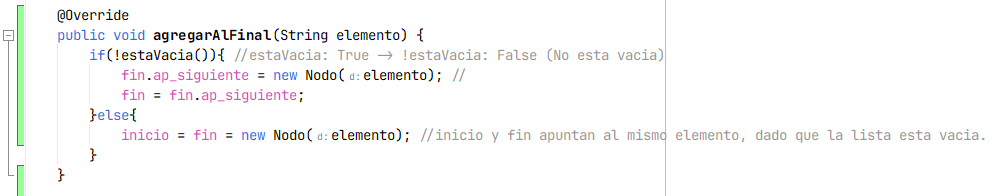 @Override
public void agregarAlFinal(String elemento) {
if(!estaVacia()){ //estaVacia: True -> !estaVacia: False (No esta vacia)
fin.ap_siguiente = new Nodo( d: elemento); //
fin = fin.ap_siguiente;
}else{
inicio = fin = new Nodo( d: elemento); //inicio y fin apuntan al mismo elemento, dado que la lista esta vacia.
}
}